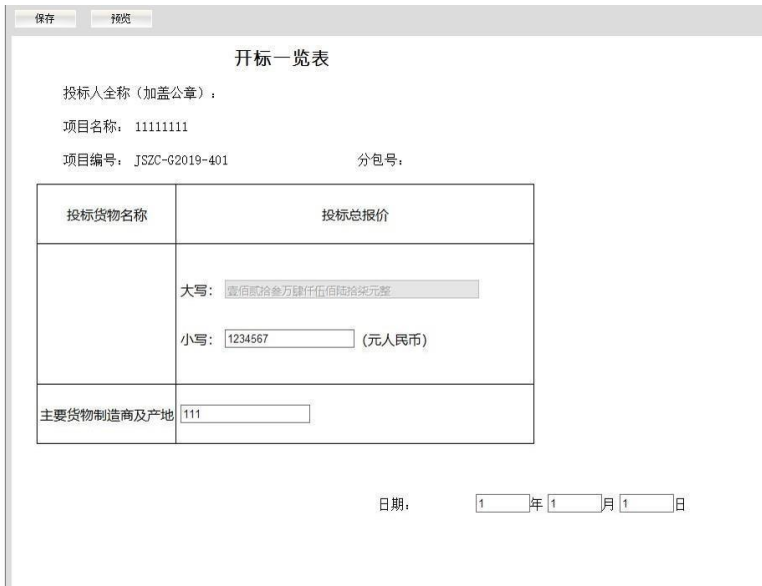 保存 预览
开标一览表
投标人全称（加盖公章）：
项目名称： 11111111
项目编号： JSZC-G2019-401 分包号：
投标货物名称 投标总报价
大写： 壹佰贰拾叁万肆仟伍佰陆拾柒元整
小写： 1234567 (元人民币)
主要货物制造商及产地 111
日期： 1 年 1 月 1 日